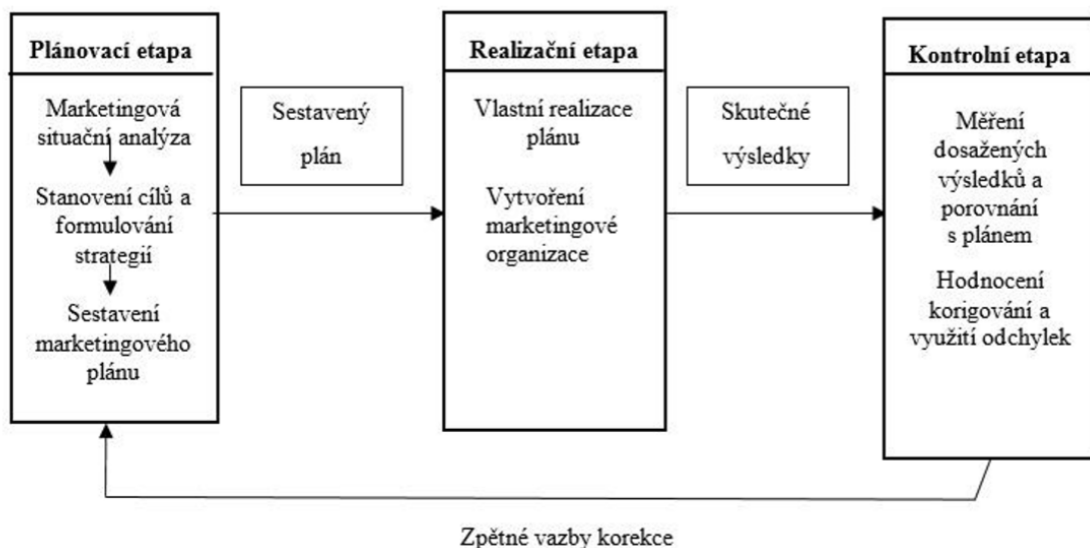 Plánovací etapa
Marketingová
situační analýza
Stanovení cílů a
formulování
strategií
Sestavení
marketingového
plánu
Sestavený
plán
Realizační etapa
Vlastní realizace
plánu
Vytvoření
marketingové
organizace
Skutečné
výsledky
Kontrolní etapa
Měření
dosažených
výsledků a
porovnání
s plánem
Hodnocení
korigování a
využití odchylek
Zpětné vazby korekce